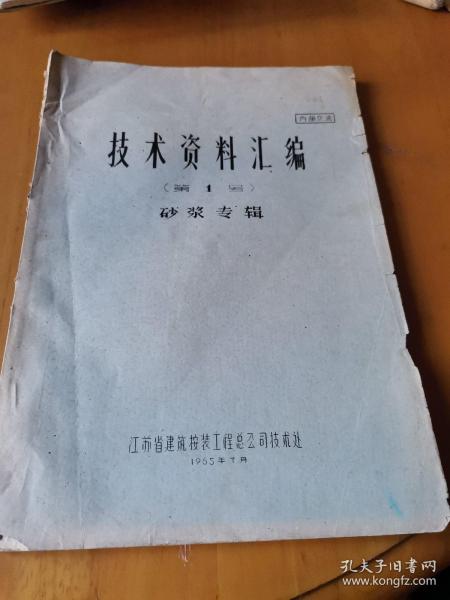 内部交流
技术资料汇编
(第1号)
砂浆专辑
江苏省建筑按装工程总公司技术处
1965年7月
孔夫子旧书网
www.kongfz.com